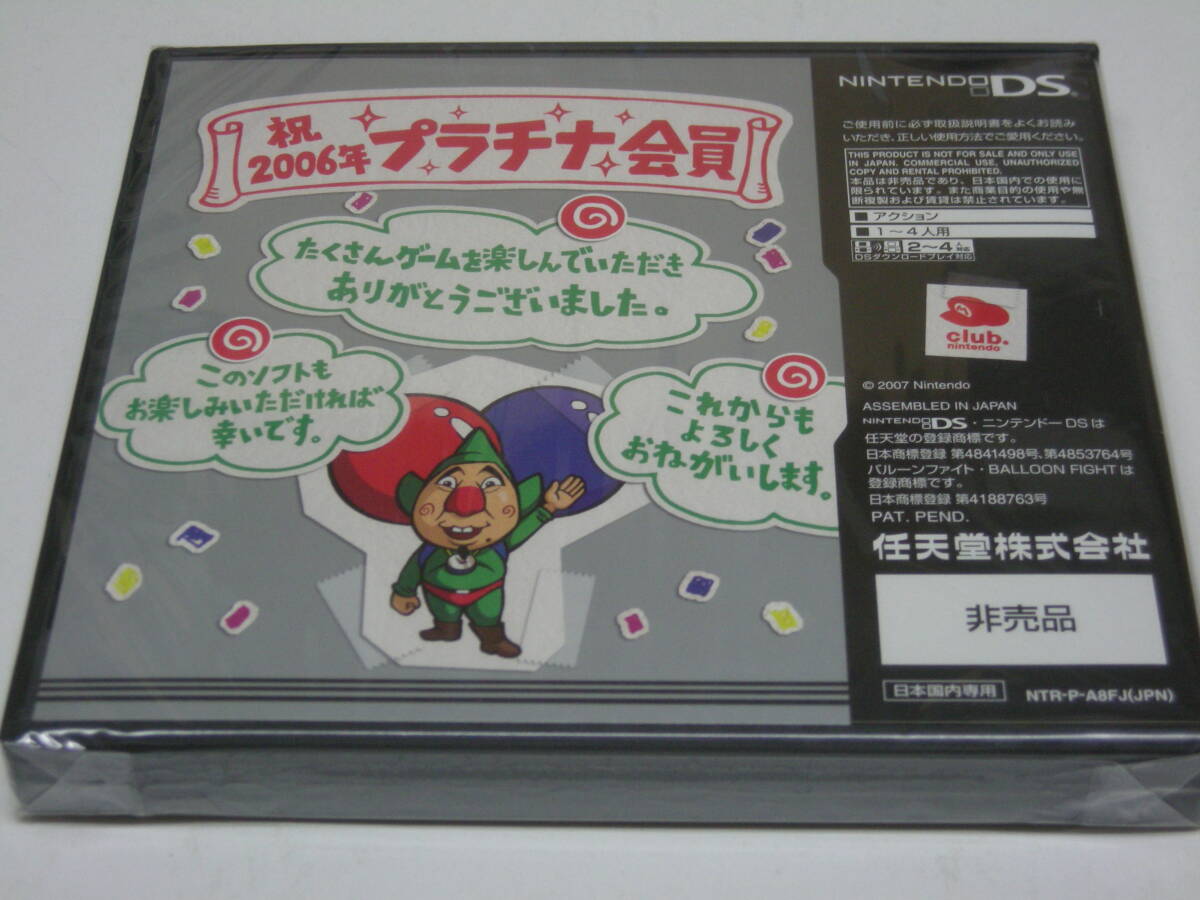 祝
2006年 プラチナ会員
たくさんゲームを楽しんでいただき
ありがとうございました。
このソフトも
お楽しみいただければ
幸いです。
これからも
よろしく
おねがいします。
NINTENDO DS
ご使用前に必ず取扱説明書をよくお読み
いただき、正しい使用方法でご愛用ください。
THIS PRODUCT IS NOT FOR SALE AND ONLY USE
IN JAPAN. COMMERCIAL USE, UNAUTHORIZED
COPY AND RENTAL PROHIBITED.
本品は非売品であり、日本国内での使用に
限られています。また商業目的の使用や無
断複製および賃貸は禁止されています。
アクション
1～4人用
2～4人対応
DSダウンロードプレイ対応
club.
nintendo
© 2007 Nintendo
ASSEMBLED IN JAPAN
NINTENDO DS・ニンテンドーDSは
任天堂の登録商標です。
日本商標登録 第4841498号、第4853764号
バルーンファイト・BALLOON FIGHTは
登録商標です。
日本商標登録 第4188763号
PAT. PEND.
任天堂株式会社
非売品
日本国内専用
NTR-P-A8FJ(JPN)